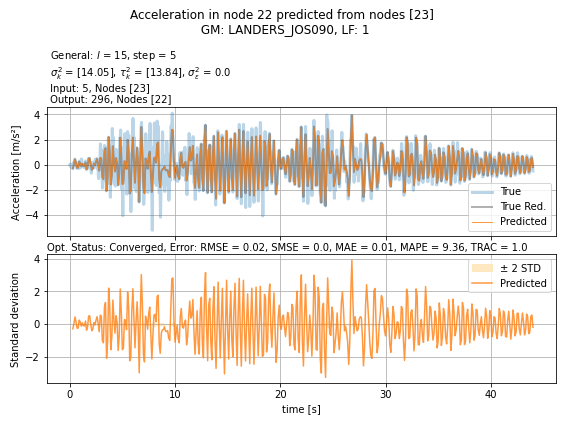 Acceleration in node 22 predicted from nodes [23]
GM: LANDERS_JOS090, LF: 1
General: l = 15, step = 5
σ²ₖ = [14.05], τ²ₖ = [13.84], σ²ε = 0.0
Input: 5, Nodes [23]
Output: 296, Nodes [22]
Acceleration [m/s²]
4
2
0
−2
−4
True
True Red.
Predicted
Opt. Status: Converged, Error: RMSE = 0.02, SMSE = 0.0, MAE = 0.01, MAPE = 9.36, TRAC = 1.0
Standard deviation
4
2
0
−2
± 2 STD
Predicted
0
10
20
30
40
time [s]